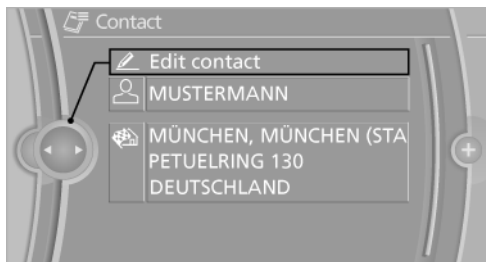 Contact
Edit contact
MUSTERMANN
MÜNCHEN, MÜNCHEN (STA
PETUELRING 130
DEUTSCHLAND